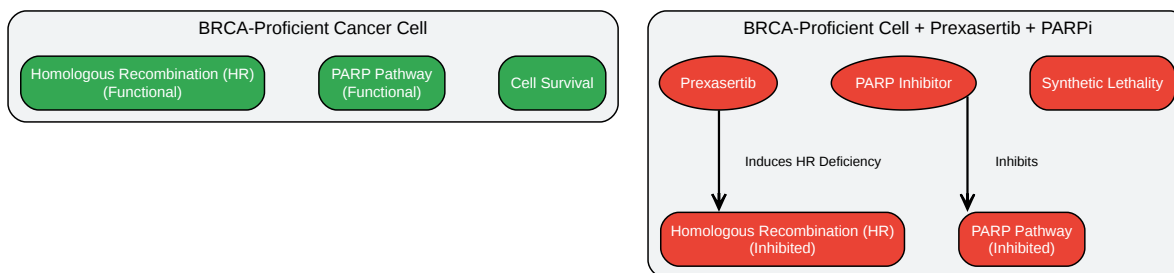 BRCA-Proficient Cancer Cell
Homologous Recombination (HR)
(Functional)
PARP Pathway
(Functional)
Cell Survival
BRCA-Proficient Cell + Prexasertib + PARPi
Prexasertib
PARP Inhibitor
Synthetic Lethality
Induces HR Deficiency
Inhibits
Homologous Recombination (HR)
(Inhibited)
PARP Pathway
(Inhibited)